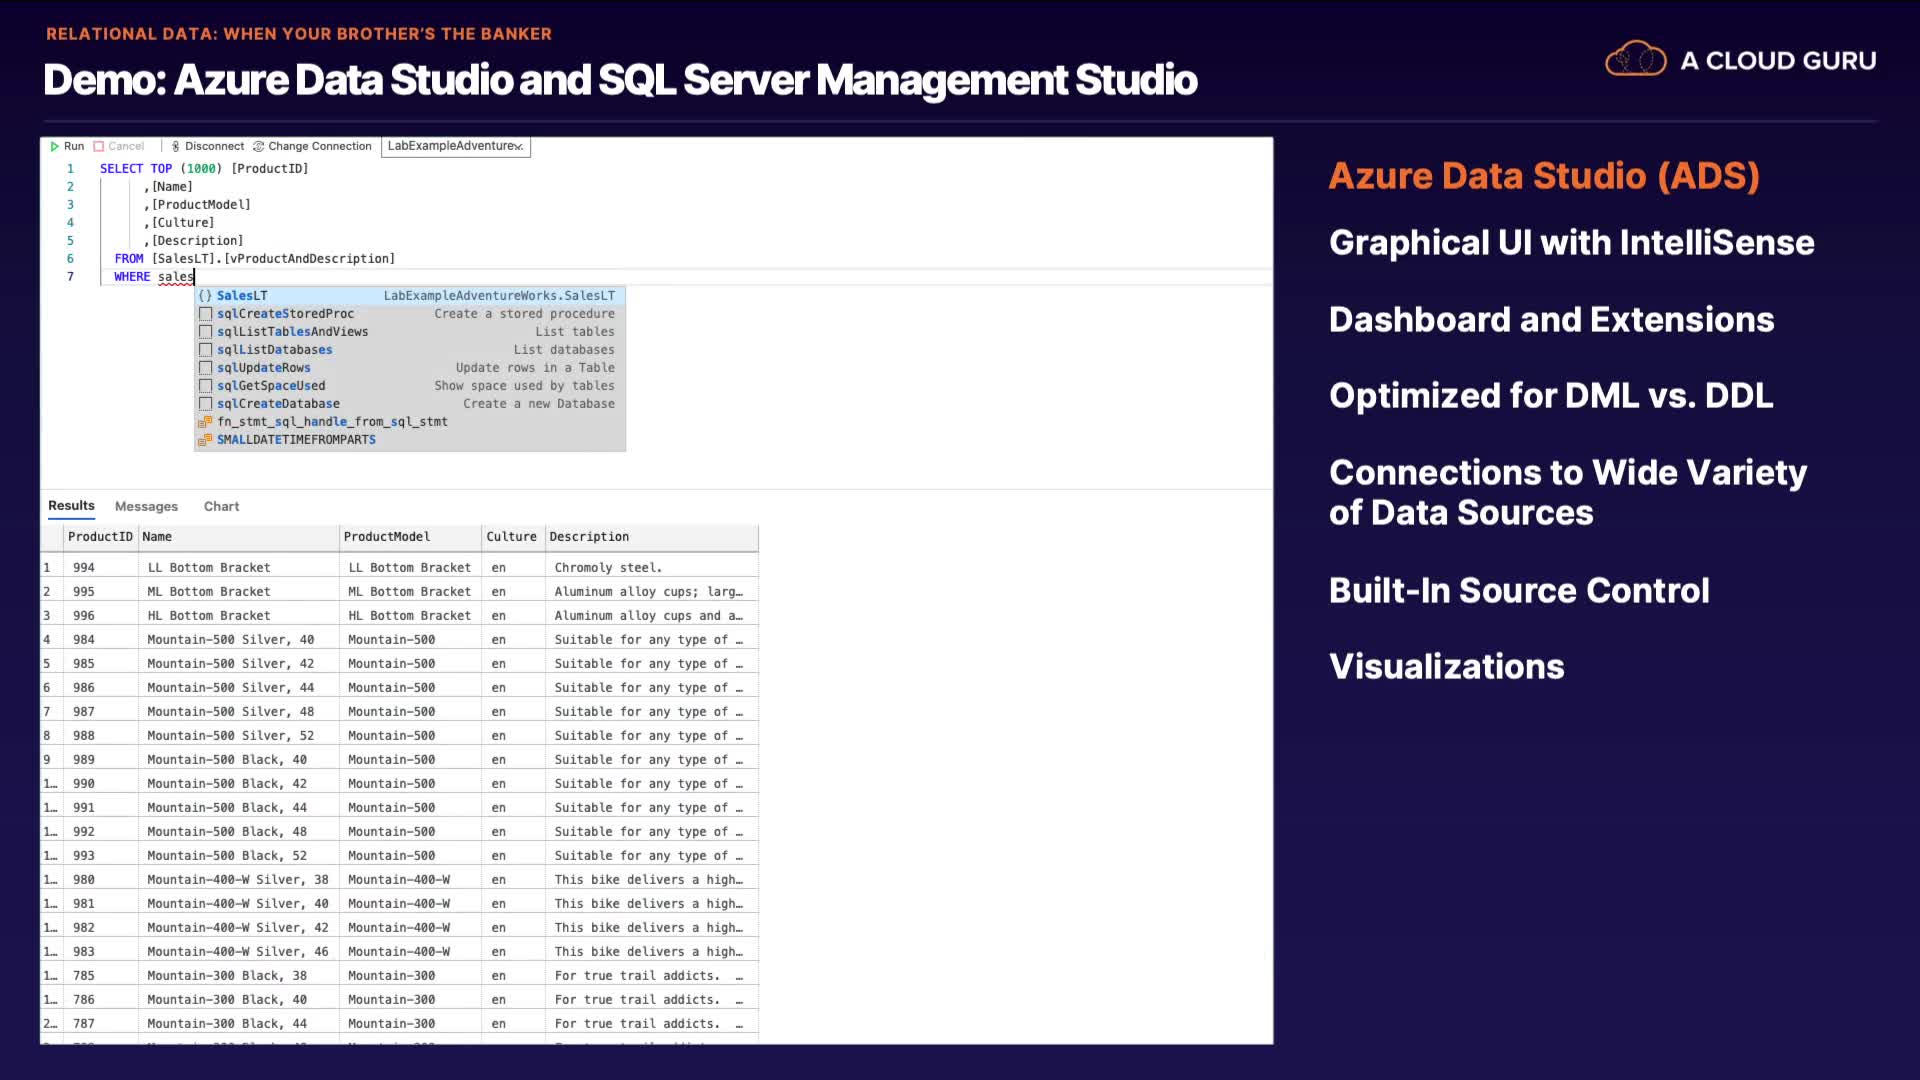 RELATIONAL DATA: WHEN YOUR BROTHER'S THE BANKER
Demo: Azure Data Studio and SQL Server Management Studio
A CLOUD GURU
Run Cancel Disconnect Change Connection LabExampleAdventure
1 SELECT TOP (1000) [ProductID]
2 ,[Name]
3 ,[ProductModel]
4 ,[Culture]
5 ,[Description]
6 FROM [SalesLT].[vProductAndDescription]
7 WHERE sales
{} SalesLT LabExampleAdventureWorks.SalesLT
sqlCreateStoredProc Create a stored procedure
sqlListTablesAndViews List tables
sqlListDatabases List databases
sqlUpdateRows Update rows in a Table
sqlGetSpaceUsed Show space used by tables
sqlCreateDatabase Create a new Database
fn_stmt_sql_handle_from_sql_stmt
SMALLDATETIMEFROMPARTS
Results Messages Chart
ProductID Name ProductModel Culture Description
1 994 LL Bottom Bracket LL Bottom Bracket en Chromoly steel.
2 995 ML Bottom Bracket ML Bottom Bracket en Aluminum alloy cups; larg…
3 996 HL Bottom Bracket HL Bottom Bracket en Aluminum alloy cups and a…
4 984 Mountain-500 Silver, 40 Mountain-500 en Suitable for any type of …
5 985 Mountain-500 Silver, 42 Mountain-500 en Suitable for any type of …
6 986 Mountain-500 Silver, 44 Mountain-500 en Suitable for any type of …
7 987 Mountain-500 Silver, 48 Mountain-500 en Suitable for any type of …
8 988 Mountain-500 Silver, 52 Mountain-500 en Suitable for any type of …
9 989 Mountain-500 Black, 40 Mountain-500 en Suitable for any type of …
1… 990 Mountain-500 Black, 42 Mountain-500 en Suitable for any type of …
1… 991 Mountain-500 Black, 44 Mountain-500 en Suitable for any type of …
1… 992 Mountain-500 Black, 48 Mountain-500 en Suitable for any type of …
1… 993 Mountain-500 Black, 52 Mountain-500 en Suitable for any type of …
1… 980 Mountain-400-W Silver, 38 Mountain-400-W en This bike delivers a high…
1… 981 Mountain-400-W Silver, 40 Mountain-400-W en This bike delivers a high…
1… 982 Mountain-400-W Silver, 42 Mountain-400-W en This bike delivers a high…
1… 983 Mountain-400-W Silver, 46 Mountain-400-W en This bike delivers a high…
1… 785 Mountain-300 Black, 38 Mountain-300 en For true trail addicts. …
1… 786 Mountain-300 Black, 40 Mountain-300 en For true trail addicts. …
2… 787 Mountain-300 Black, 44 Mountain-300 en For true trail addicts. …
Azure Data Studio (ADS)
Graphical UI with IntelliSense
Dashboard and Extensions
Optimized for DML vs. DDL
Connections to Wide Variety
of Data Sources
Built-In Source Control
Visualizations